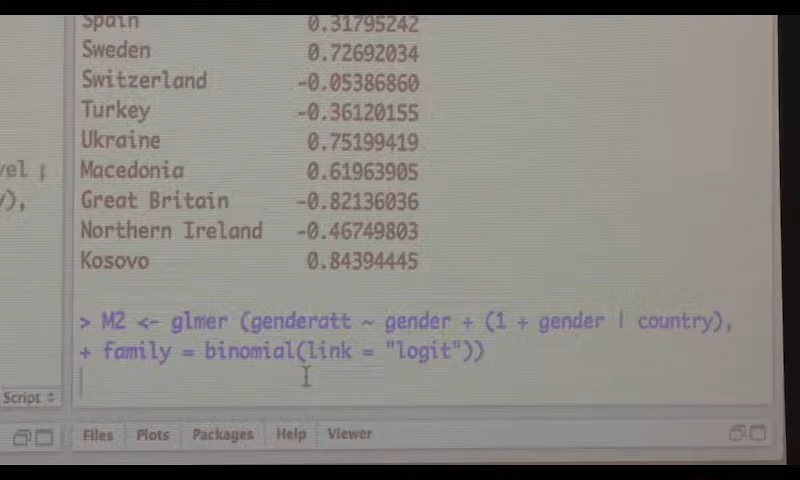 Spain 0.31795242
Sweden 0.72692034
Switzerland -0.05386860
Turkey -0.36120155
Ukraine 0.75199419
Macedonia 0.61963905
Great Britain -0.82136036
Northern Ireland -0.46749803
Kosovo 0.84394445
> M2 <- glmer (genderatt ~ gender + (1 + gender | country),
+ family = binomial(link = "logit"))
vel ;
),
Script
Files Plots Packages Help Viewer